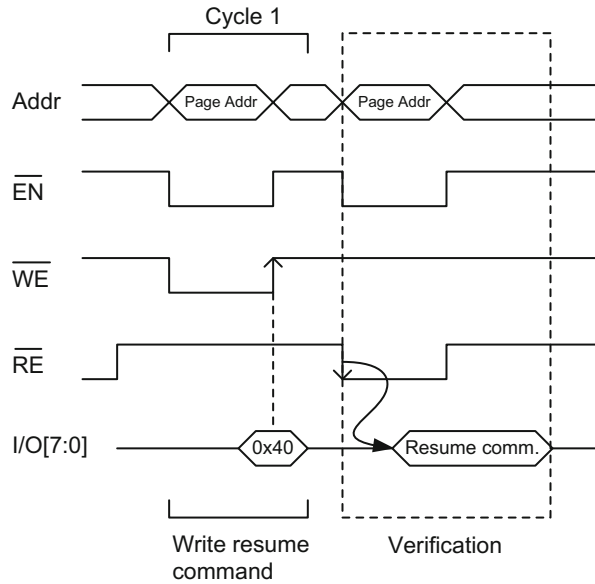 Cycle 1
Addr
Page Addr
Page Addr
EN
WE
RE
I/O[7:0]
0x40
Resume comm.
Write resume
command
Verification